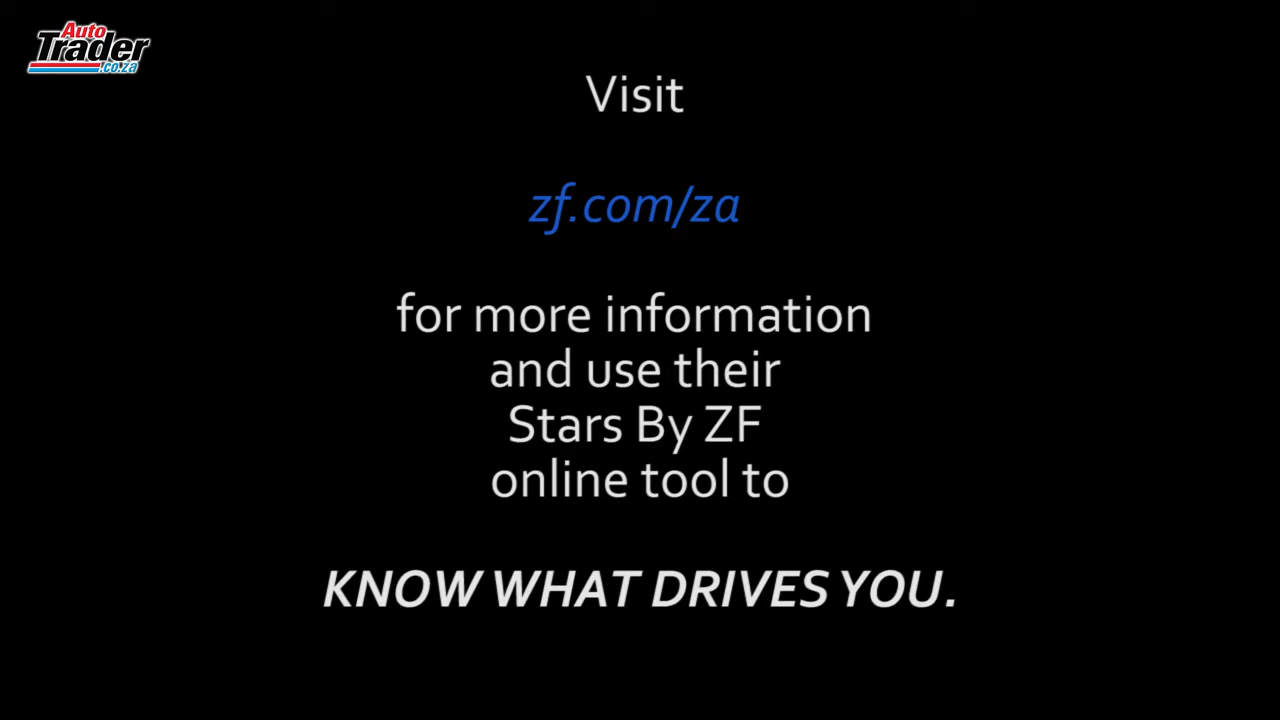 Auto
Trader
.co.za
Visit
zf.com/za
for more information
and use their
Stars By ZF
online tool to
KNOW WHAT DRIVES YOU.